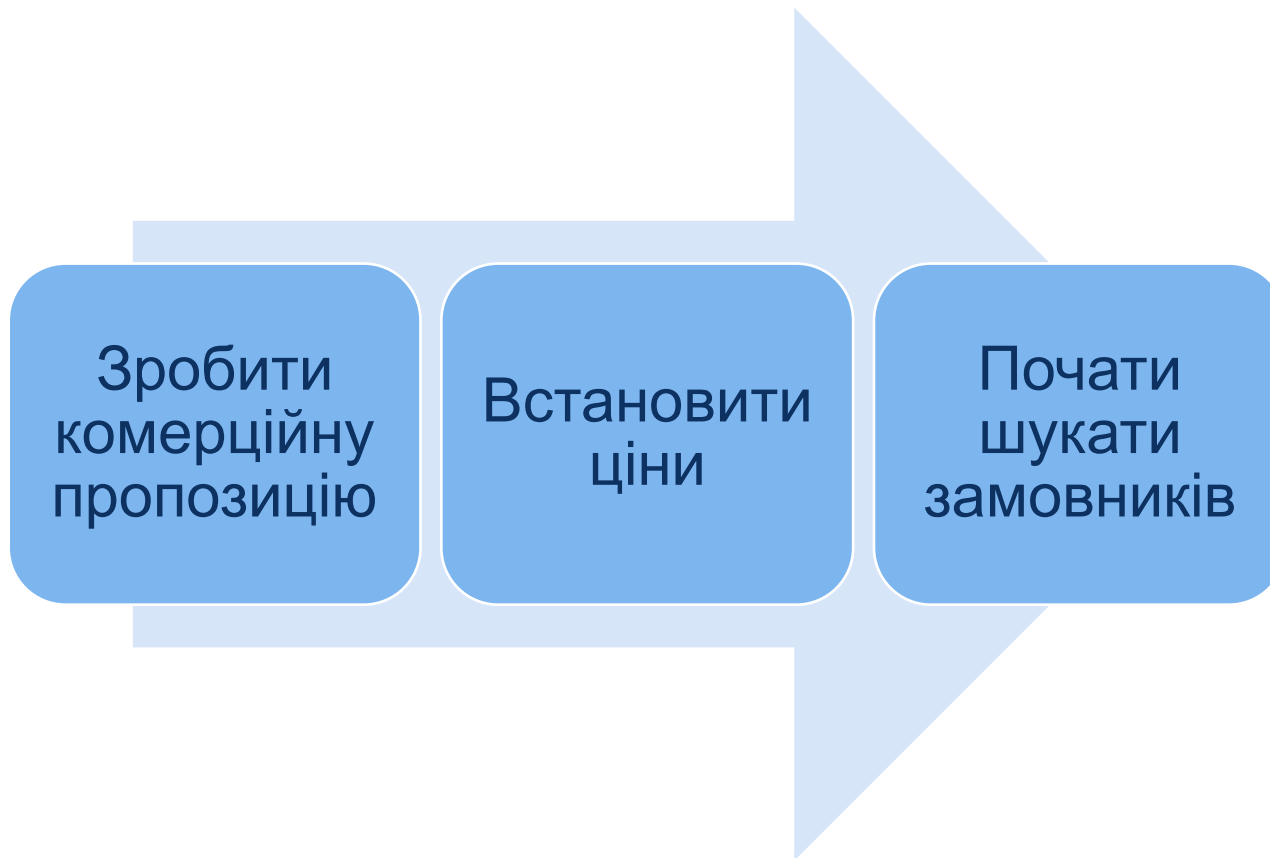 Зробити
комерційну
пропозицію
Встановити
ціни
Почати
шукати
замовників